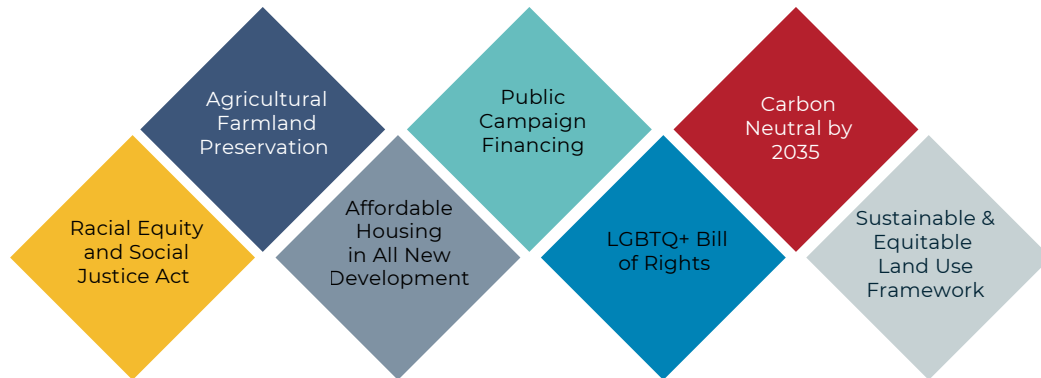 Racial Equity
and Social
Justice Act
Agricultural
Farmland
Preservation
Affordable
Housing
in All New
Development
Public
Campaign
Financing
LGBTQ+ Bill
of Rights
Carbon
Neutral by
2035
Sustainable &
Equitable
Land Use
Framework